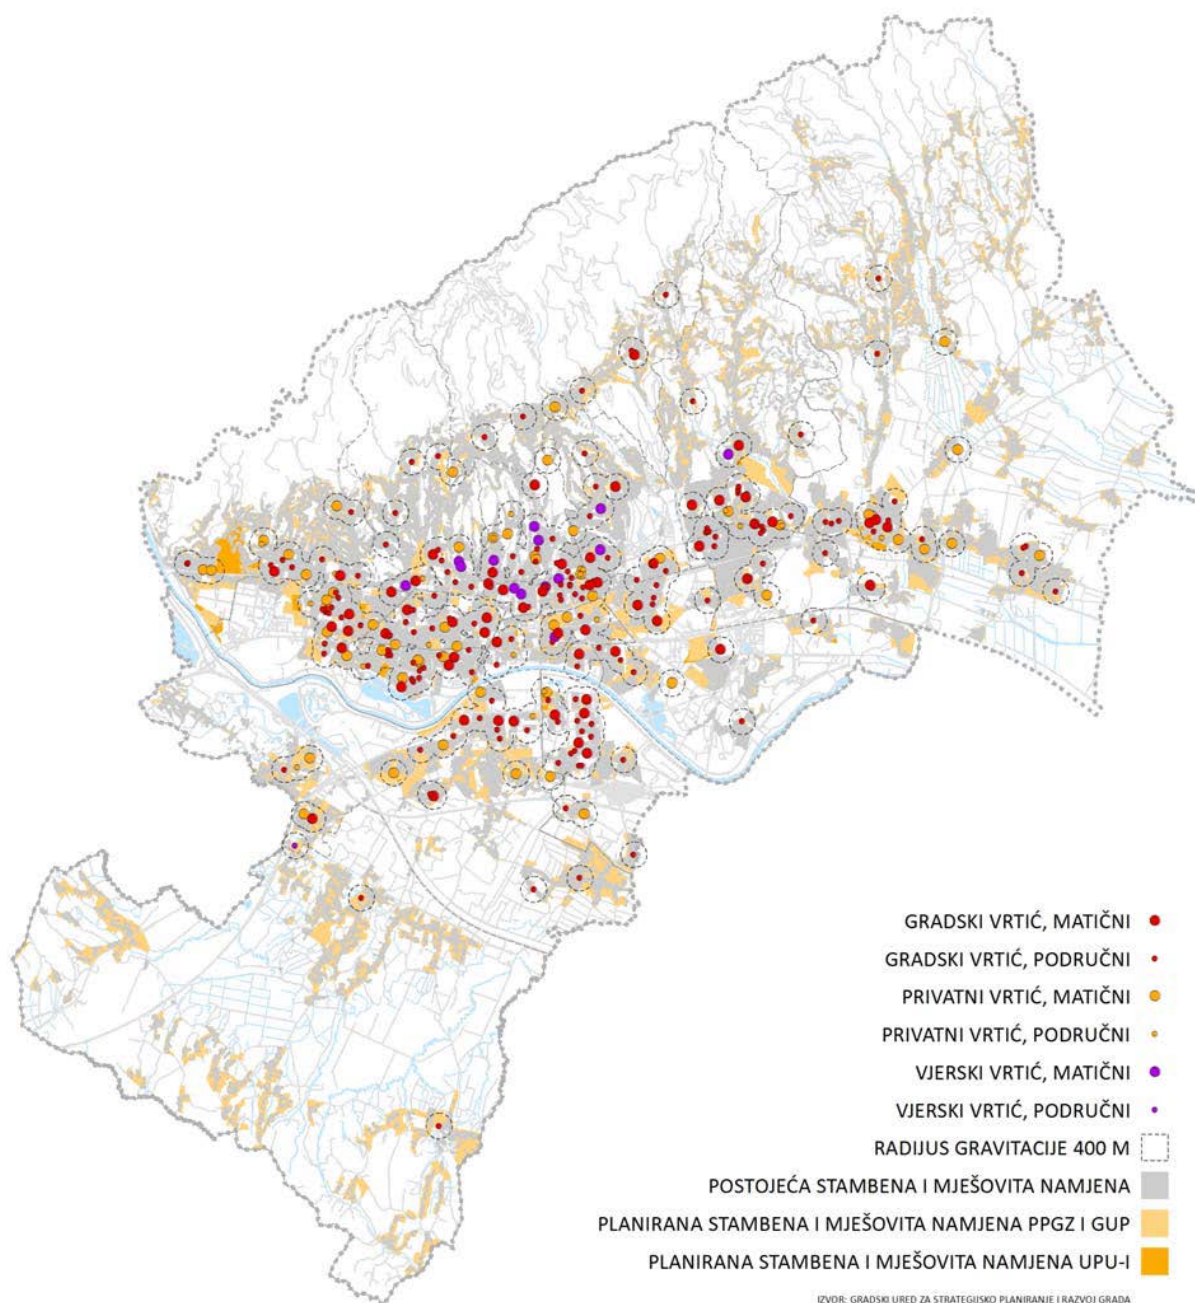 GRADSKI VRTIĆ, MATIČNI
GRADSKI VRTIĆ, PODRUČNI
PRIVATNI VRTIĆ, MATIČNI
PRIVATNI VRTIĆ, PODRUČNI
VJERSKI VRTIĆ, MATIČNI
VJERSKI VRTIĆ, PODRUČNI
RADIJUS GRAVITACIJE 400 M
POSTOJEĆA STAMBENA I MJEŠOVITA NAMJENA
PLANIRANA STAMBENA I MJEŠOVITA NAMJENA PPGZ I GUP
PLANIRANA STAMBENA I MJEŠOVITA NAMJENA UPU-I
IZVOR: GRADSKI URED ZA STRATEGIJSKO PLANIRANJE I RAZVOJ GRADA